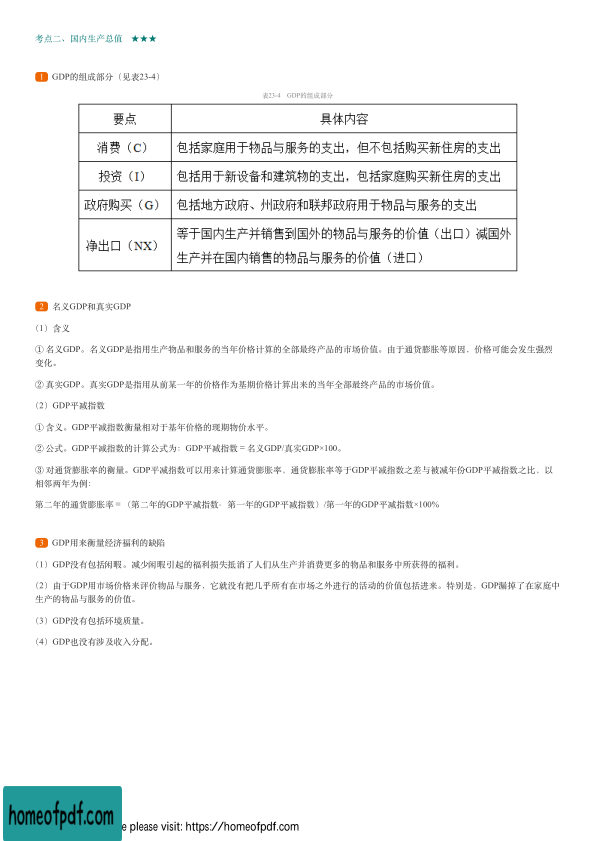 考点二、国内生产总值 ★★★
1 GDP的组成部分（见表23-4）
表23-4 GDP的组成部分
要点 具体内容
消费（C） 包括家庭用于物品与服务的支出，但不包括购买新住房的支出
投资（I） 包括用于新设备和建筑物的支出，包括家庭购买新住房的支出
政府购买（G） 包括地方政府、州政府和联邦政府用于物品与服务的支出
净出口（NX） 等于国内生产并销售到国外的物品与服务的价值（出口）减国外
生产并在国内销售的物品与服务的价值（进口）
2 名义GDP和真实GDP
（1）含义
① 名义GDP。名义GDP是指用生产物品和服务的当年价格计算的全部最终产品的市场价值。由于通货膨胀等原因，价格可能会发生强烈
变化。
② 真实GDP。真实GDP是指用从前某一年的价格作为基期价格计算出来的当年全部最终产品的市场价值。
（2）GDP平减指数
① 含义。GDP平减指数衡量相对于基年价格的现期物价水平。
② 公式。GDP平减指数的计算公式为：GDP平减指数＝名义GDP/真实GDP×100。
③ 对通货膨胀率的衡量。GDP平减指数可以用来计算通货膨胀率，通货膨胀率等于GDP平减指数之差与被减年份GDP平减指数之比，以
相邻两年为例：
第二年的通货膨胀率＝（第二年的GDP平减指数－第一年的GDP平减指数）/第一年的GDP平减指数×100%
3 GDP用来衡量经济福利的缺陷
（1）GDP没有包括闲暇。减少闲暇引起的福利损失抵消了人们从生产并消费更多的物品和服务中所获得的福利。
（2）由于GDP用市场价格来评价物品与服务，它就没有把几乎所有在市场之外进行的活动的价值包括进来。特别是，GDP漏掉了在家庭中
生产的物品与服务的价值。
（3）GDP没有包括环境质量。
（4）GDP也没有涉及收入分配。
homeofpdf.com
e please visit: https://homeofpdf.com